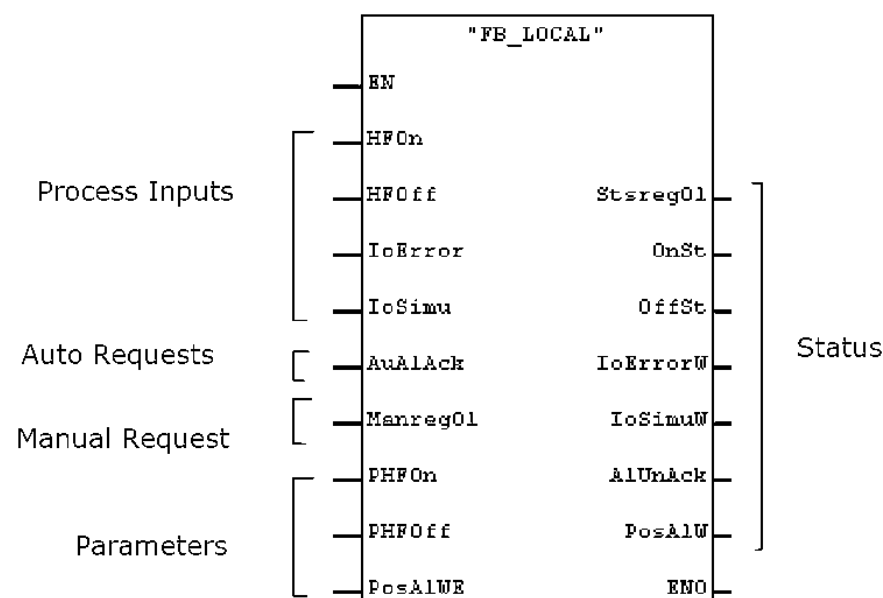 "FB_LOCAL"
EN
HFOn
Process Inputs
HFOff
Stsreg01
IoError
OnSt
IoSimu
OffSt
Auto Requests
AuAlAck
IoErrorW
Status
Manual Request
Manreg01
IoSimuW
PHFOn
AlUnAck
Parameters
PHFOff
PosAlW
PosAlWE
ENO